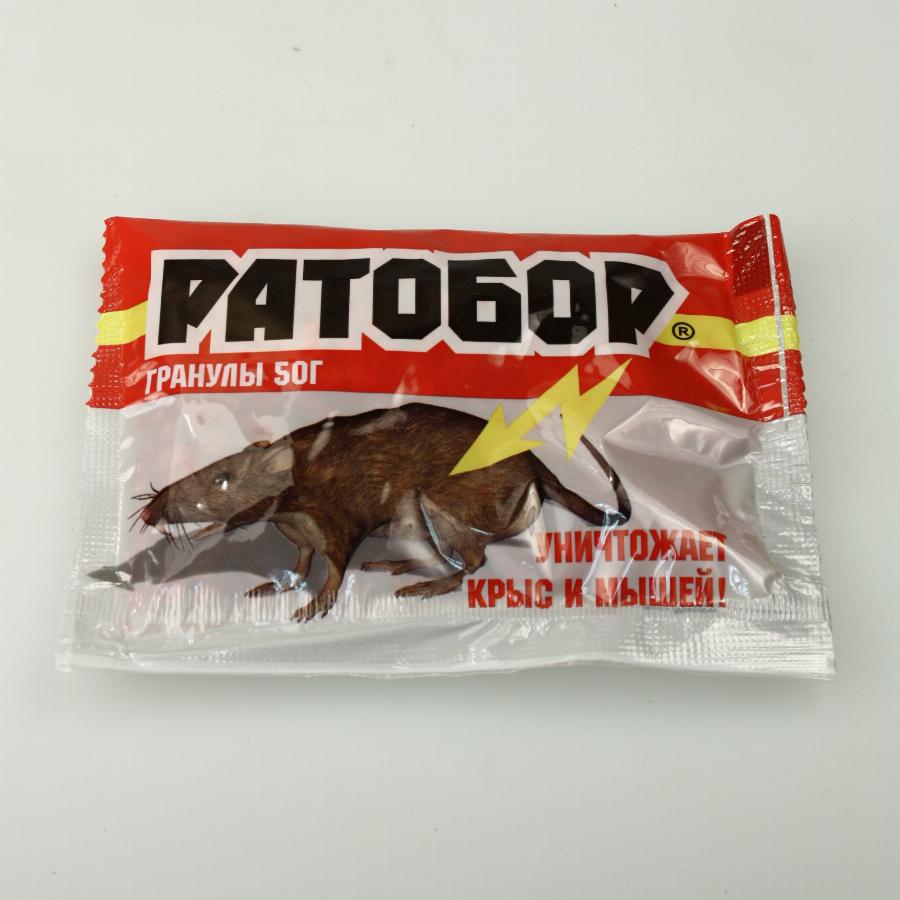 РАТОБОР®
ГРАНУЛЫ 50Г
УНИЧТОЖАЕТ
КРЫС И МЫШЕЙ!